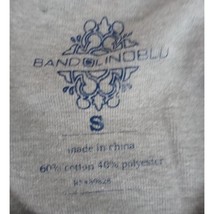 BANDOLINOBLU
S
made in china
60% cotton 40% polyester